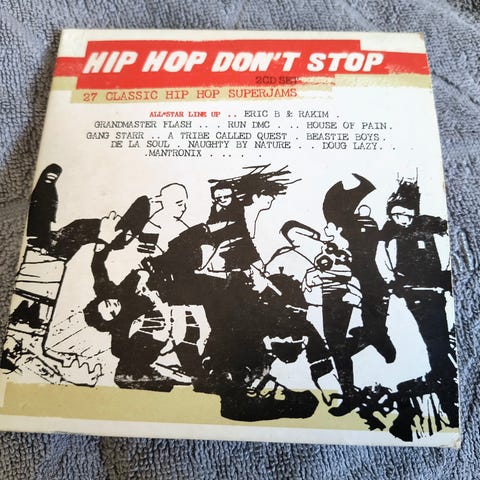 HIP HOP DON'T STOP
2CD SET
27 CLASSIC HIP HOP SUPERJAMS
ALL*STAR LINE UP . . ERIC B & RAKIM .
GRANDMASTER FLASH . . . RUN DMC . . . HOUSE OF PAIN .
GANG STARR . . A TRIBE CALLED QUEST . BEASTIE BOYS .
DE LA SOUL . NAUGHTY BY NATURE . . DOUG LAZY. . .
.MANTRONIX . . . . .